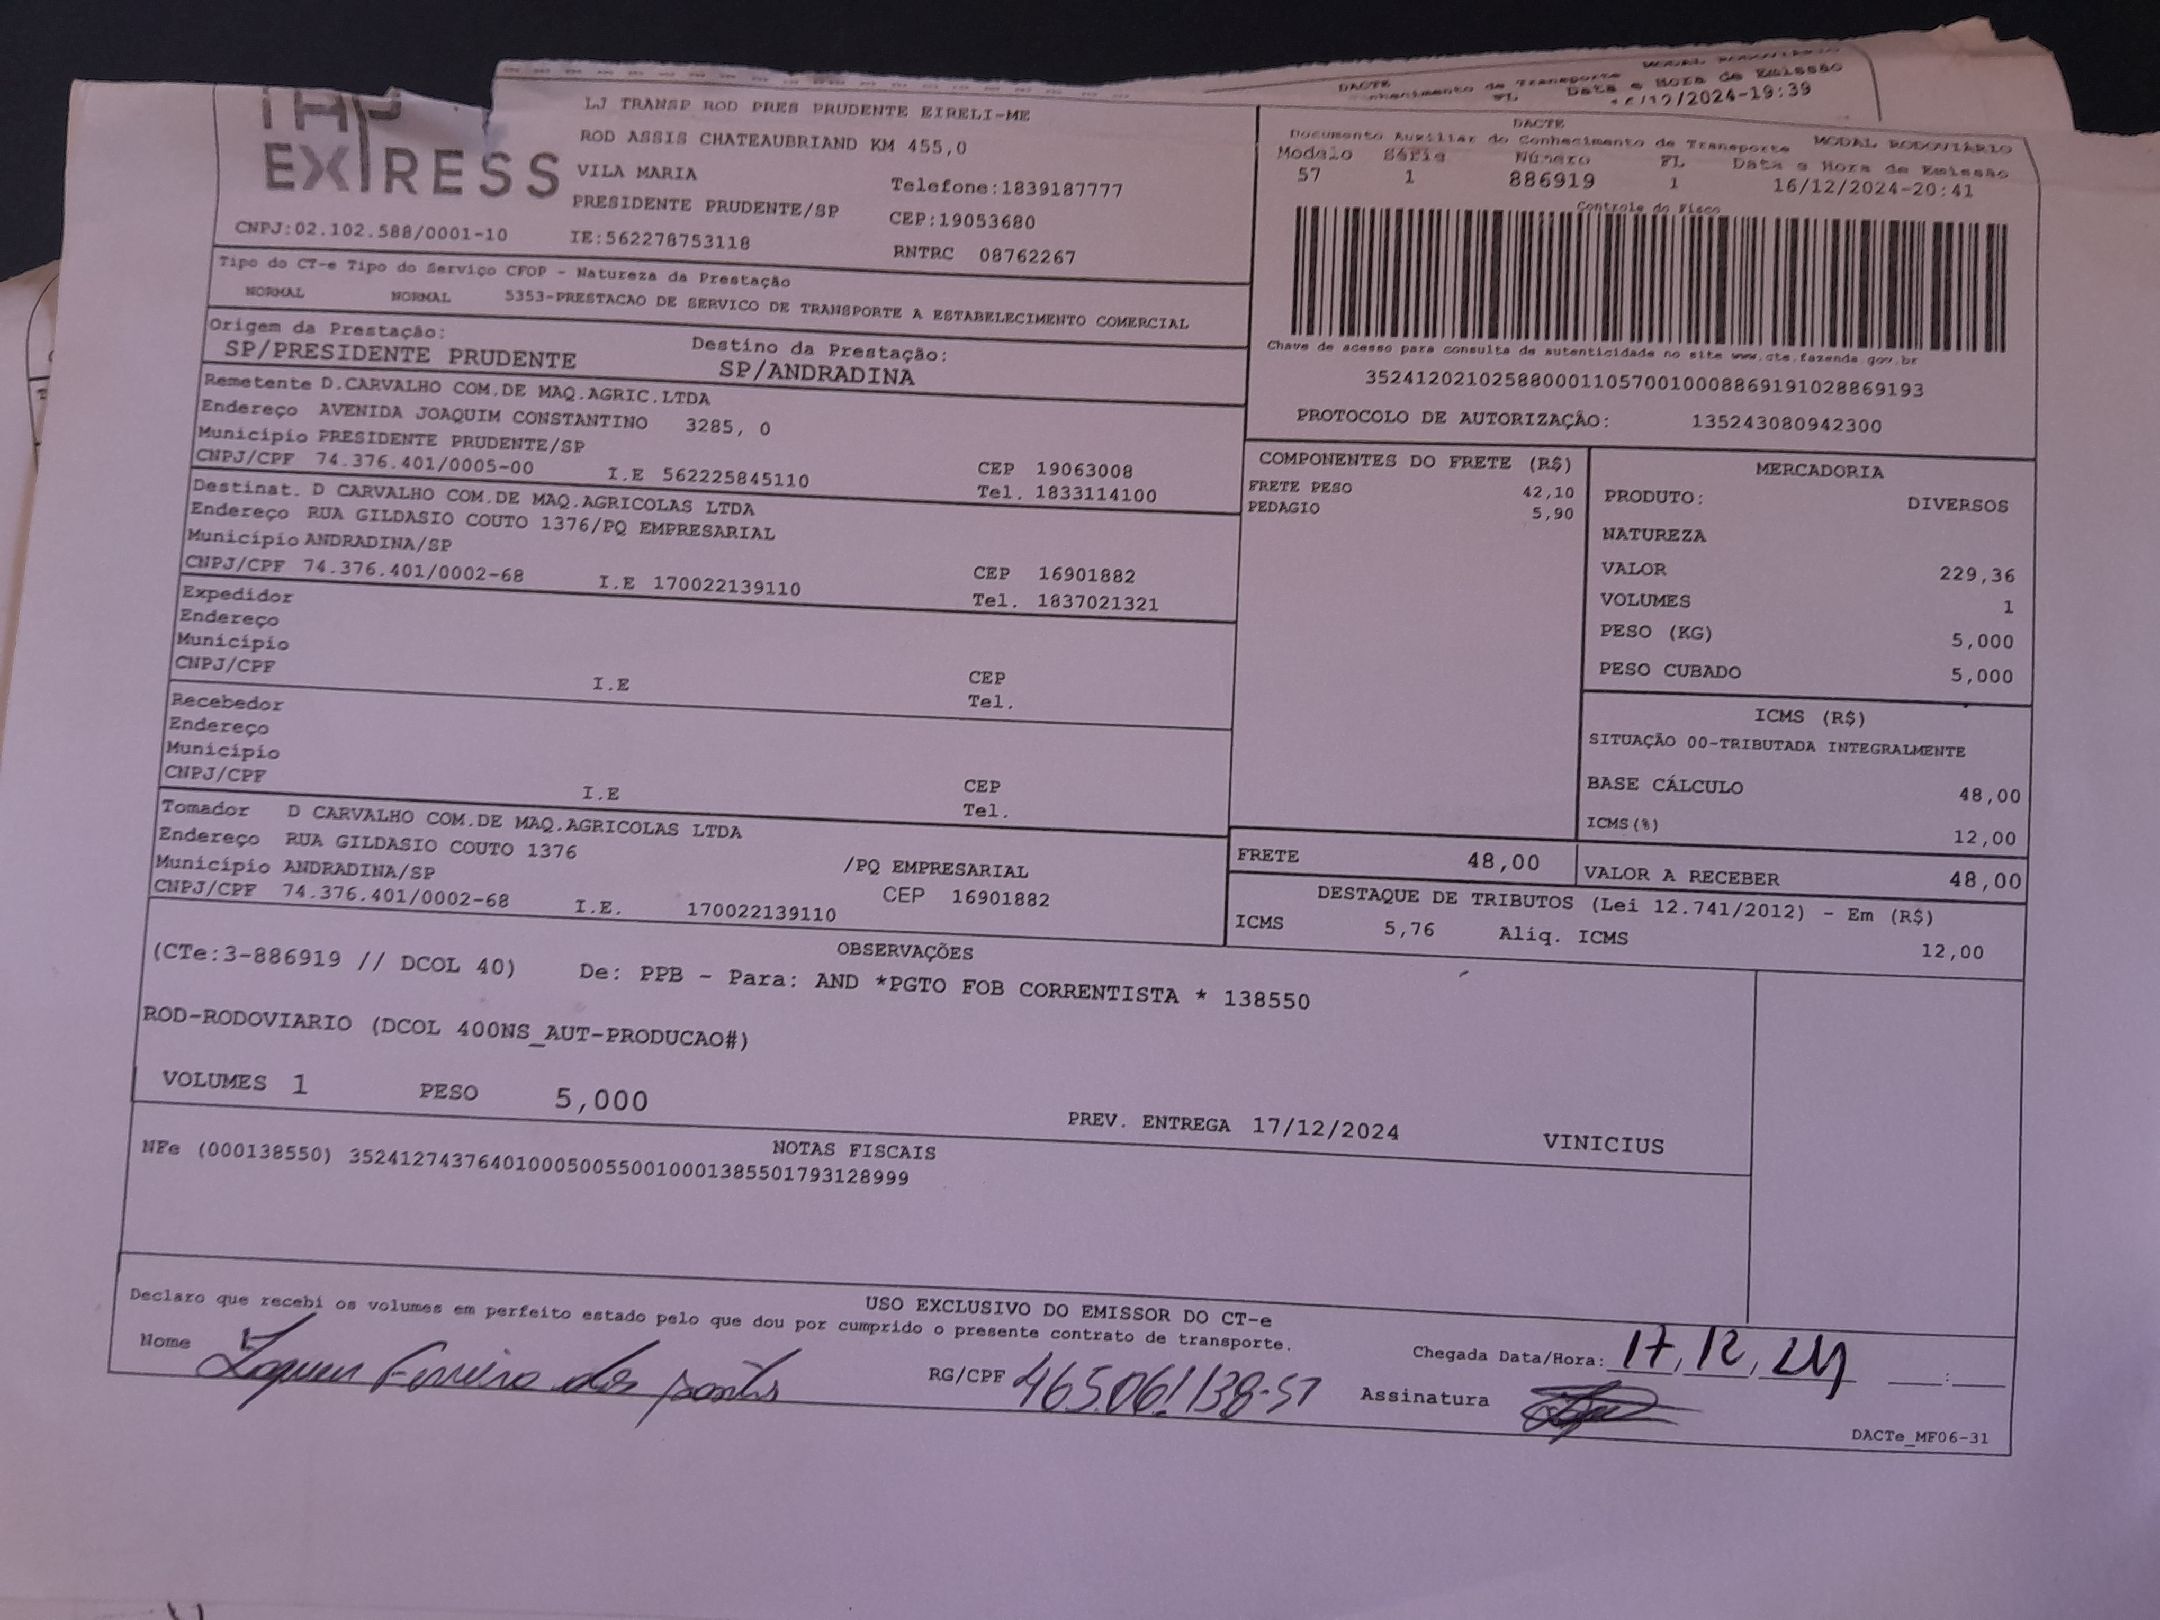 DACTE
MODAL RODOVIÁRIO
Data e Hora de Emissão
16/12/2024-19:39
EXPRESS
LJ TRANSP ROD PRES PRUDENTE EIRELI-ME
ROD ASSIS CHATEAUBRIAND KM 455,0
VILA MARIA
Telefone:1839187777
PRESIDENTE PRUDENTE/SP
CEP:19053680
CNPJ:02.102.588/0001-10
IE:562278753118
RNTRC 08762267
DACTE
Documento Auxiliar do Conhecimento de Transporte MODAL RODOVIÁRIO
Modelo Série Número FL Data e Hora de Emissão
57 1 886919 1 16/12/2024-20:41
Controle do Fisco
Chave de acesso para consulta de autenticidade no site www.cte.fazenda.gov.br
35241202102588000110570010008869191028869193
PROTOCOLO DE AUTORIZAÇÃO: 135243080942300
Tipo do CT-e Tipo do Serviço CFOP - Natureza da Prestação
NORMAL NORMAL 5353-PRESTACAO DE SERVICO DE TRANSPORTE A ESTABELECIMENTO COMERCIAL
Origem da Prestação: Destino da Prestação:
SP/PRESIDENTE PRUDENTE SP/ANDRADINA
Remetente D.CARVALHO COM.DE MAQ.AGRIC.LTDA
Endereço AVENIDA JOAQUIM CONSTANTINO 3285, 0
Município PRESIDENTE PRUDENTE/SP CEP 19063008
CNPJ/CPF 74.376.401/0005-00 I.E 562225845110 Tel. 1833114100
Destinat. D CARVALHO COM.DE MAQ.AGRICOLAS LTDA
Endereço RUA GILDASIO COUTO 1376/PQ EMPRESARIAL
Município ANDRADINA/SP CEP 16901882
CNPJ/CPF 74.376.401/0002-68 I.E 170022139110 Tel. 1837021321
Expedidor
Endereço
Município CEP
CNPJ/CPF I.E Tel.
Recebedor
Endereço
Município CEP
CNPJ/CPF I.E Tel.
Tomador D CARVALHO COM.DE MAQ.AGRICOLAS LTDA
Endereço RUA GILDASIO COUTO 1376 /PQ EMPRESARIAL
Município ANDRADINA/SP CEP 16901882
CNPJ/CPF 74.376.401/0002-68 I.E. 170022139110
COMPONENTES DO FRETE (R$)
FRETE PESO 42,10
PEDAGIO 5,90
MERCADORIA
PRODUTO: DIVERSOS
NATUREZA
VALOR 229,36
VOLUMES 1
PESO (KG) 5,000
PESO CUBADO 5,000
ICMS (R$)
SITUAÇÃO 00-TRIBUTADA INTEGRALMENTE
BASE CÁLCULO 48,00
ICMS(%) 12,00
FRETE 48,00 VALOR A RECEBER 48,00
DESTAQUE DE TRIBUTOS (Lei 12.741/2012) - Em (R$)
ICMS 5,76 Aliq. ICMS 12,00
OBSERVAÇÕES
(CTe:3-886919 // DCOL 40) De: PPB - Para: AND *PGTO FOB CORRENTISTA * 138550
ROD-RODOVIARIO (DCOL 400NS_AUT-PRODUCAO#)
VOLUMES 1 PESO 5,000 PREV. ENTREGA 17/12/2024 VINICIUS
NOTAS FISCAIS
NFe (000138550) 35241274376401000500550010001385501793128999
USO EXCLUSIVO DO EMISSOR DO CT-e
Declaro que recebi os volumes em perfeito estado pelo que dou por cumprido o presente contrato de transporte.
Nome Ferreira dos Santos RG/CPF 465.061.138-57 Chegada Data/Hora: 17,12,24 :
Assinatura
DACTe_MF06-31